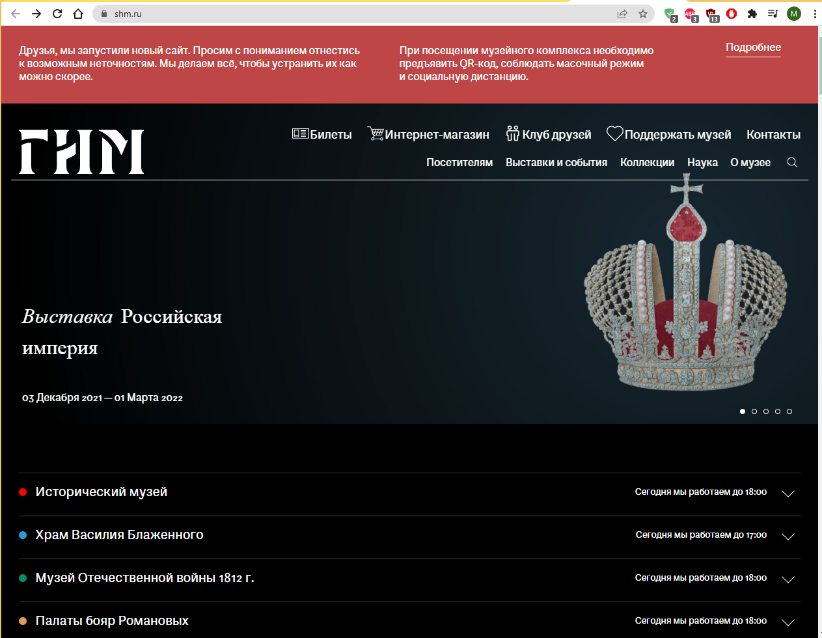 shm.ru
2
3
13
M
Друзья, мы запустили новый сайт. Просим с пониманием отнестись
к возможным неточностям. Мы делаем всё, чтобы устранить их как
можно скорее.
При посещении музейного комплекса необходимо
предъявить QR-код, соблюдать масочный режим
и социальную дистанцию.
Подробнее
ГИМ
Билеты Интернет-магазин Клуб друзей Поддержать музей Контакты
Посетителям Выставки и события Коллекции Наука О музее
Выставка Российская
империя
03 Декабря 2021 — 01 Марта 2022
Исторический музей Сегодня мы работаем до 18:00
Храм Василия Блаженного Сегодня мы работаем до 17:00
Музей Отечественной войны 1812 г. Сегодня мы работаем до 18:00
Палаты бояр Романовых Сегодня мы работаем до 18:00